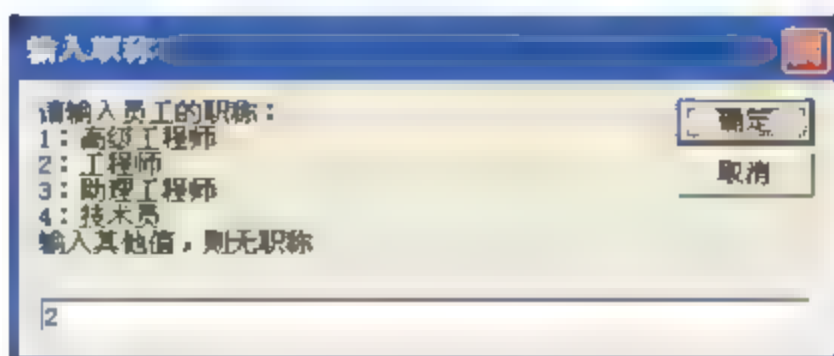 输入职称
请输入员工的职称：
1：高级工程师
2：工程师
3：助理工程师
4：技术员
输入其他值，则无职称
确定
取消
2